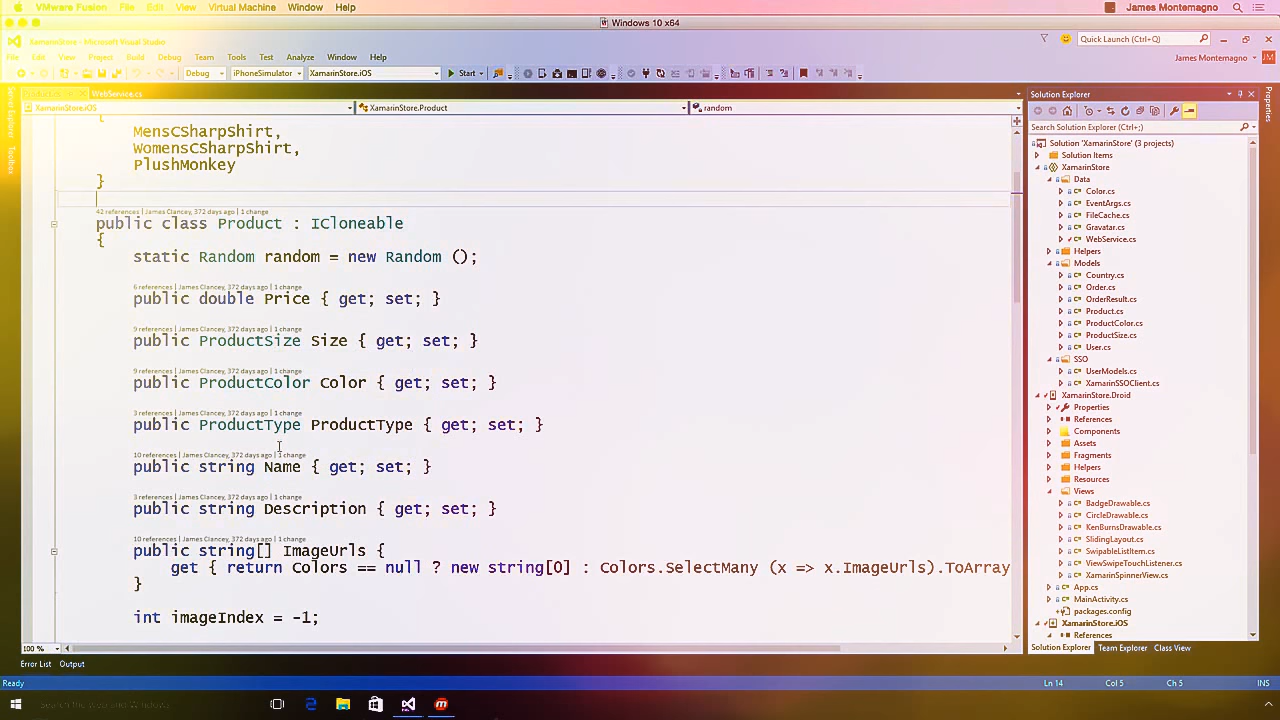 VMware Fusion File Edit View Virtual Machine Window Help James Montemagno
Windows 10 x64
XamarinStore - Microsoft Visual Studio Quick Launch (Ctrl+Q)
File Edit View Project Build Debug Team Tools Test Analyze Window Help James Montemagno JM
Debug iPhoneSimulator XamarinStore.iOS Start
Product.cs WebService.cs
XamarinStore.iOS XamarinStore.Product random
Server Explorer
Toolbox
{
MensCSharpShirt,
WomensCSharpShirt,
PlushMonkey
}
42 references | James Clancey, 372 days ago | 1 change
public class Product : ICloneable
{
static Random random = new Random ();
6 references | James Clancey, 372 days ago | 1 change
public double Price { get; set; }
9 references | James Clancey, 372 days ago | 1 change
public ProductSize Size { get; set; }
9 references | James Clancey, 372 days ago | 1 change
public ProductColor Color { get; set; }
3 references | James Clancey, 372 days ago | 1 change
public ProductType ProductType { get; set; }
10 references | James Clancey, 372 days ago | 1 change
public string Name { get; set; }
3 references | James Clancey, 372 days ago | 1 change
public string Description { get; set; }
10 references | James Clancey, 372 days ago | 1 change
public string[] ImageUrls {
get { return Colors == null ? new string[0] : Colors.SelectMany (x => x.ImageUrls).ToArray
}
int imageIndex = -1;
100 %
Error List Output
Solution Explorer
Search Solution Explorer (Ctrl+;)
Solution 'XamarinStore' (3 projects)
Solution Items
XamarinStore
Data
Color.cs
EventArgs.cs
FileCache.cs
Gravatar.cs
WebService.cs
Helpers
Models
Country.cs
Order.cs
OrderResult.cs
Product.cs
ProductColor.cs
ProductSize.cs
User.cs
SSO
UserModels.cs
XamarinSSOClient.cs
XamarinStore.Droid
Properties
References
Components
Assets
Fragments
Helpers
Resources
Views
BadgeDrawable.cs
CircleDrawable.cs
KenBurnsDrawable.cs
SlidingLayout.cs
SwipableListItem.cs
ViewSwipeTouchListener.cs
XamarinSpinnerView.cs
App.cs
MainActivity.cs
packages.config
XamarinStore.iOS
References
Solution Explorer Team Explorer Class View
Properties
Ready Ln 14 Col 5 Ch 5 INS
Search the web and Windows